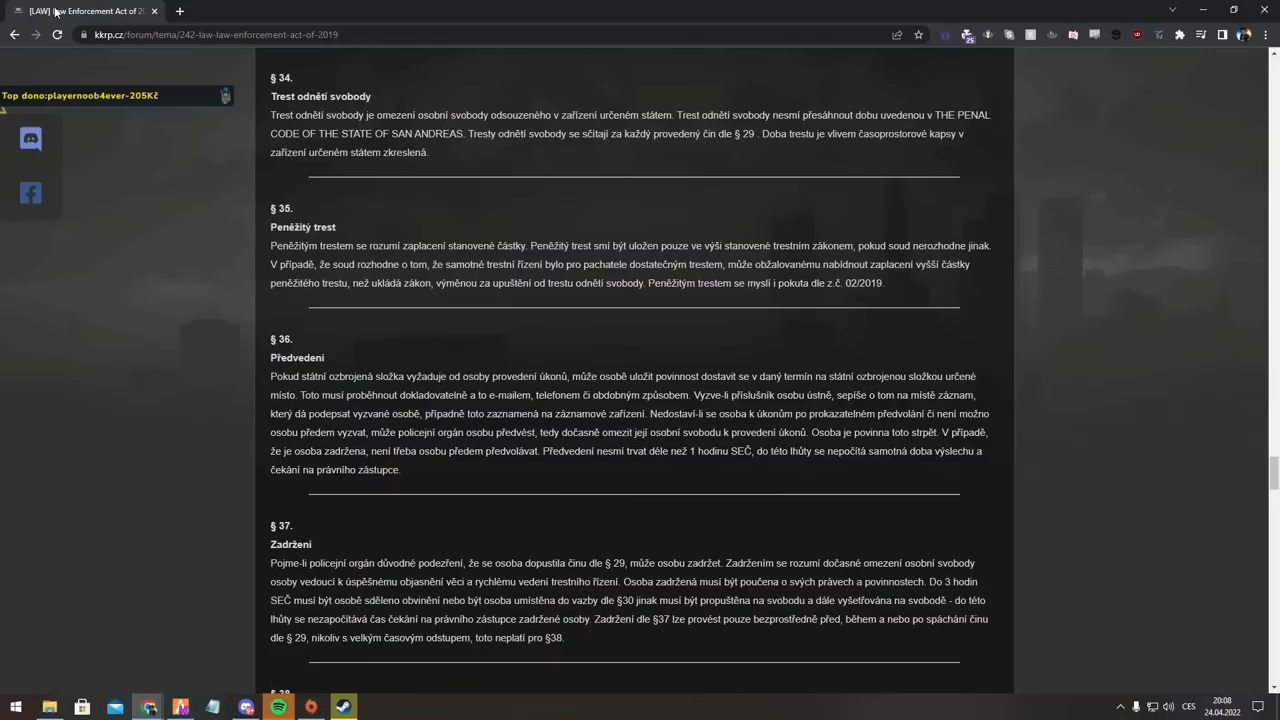 [LAW] Law Enforcement Act of 20
kkrp.cz/forum/tema/242-law-law-enforcement-act-of-2019
25
Top dono:playernoob4ever-205Kč
§ 34.
Trest odnětí svobody
Trest odnětí svobody je omezení osobní svobody odsouzeného v zařízení určeném státem. Trest odnětí svobody nesmí přesáhnout dobu uvedenou v THE PENAL
CODE OF THE STATE OF SAN ANDREAS. Tresty odnětí svobody se sčítají za každý provedený čin dle § 29 . Doba trestu je vlivem časoprostorové kapsy v
zařízení určeném státem zkreslená.
§ 35.
Peněžitý trest
Peněžitým trestem se rozumí zaplacení stanovené částky. Peněžitý trest smí být uložen pouze ve výši stanovené trestním zákonem, pokud soud nerozhodne jinak.
V případě, že soud rozhodne o tom, že samotné trestní řízení bylo pro pachatele dostatečným trestem, může obžalovanému nabídnout zaplacení vyšší částky
peněžitého trestu, než ukládá zákon, výměnou za upuštění od trestu odnětí svobody. Peněžitým trestem se myslí i pokuta dle z.č. 02/2019.
§ 36.
Předvedení
Pokud státní ozbrojená složka vyžaduje od osoby provedení úkonů, může osobě uložit povinnost dostavit se v daný termín na státní ozbrojenou složkou určené
místo. Toto musí proběhnout dokladovatelně a to e-mailem, telefonem či obdobným způsobem. Vyzve-li příslušník osobu ústně, sepíše o tom na místě záznam,
který dá podepsat vyzvané osobě, případně toto zaznamená na záznamové zařízení. Nedostaví-li se osoba k úkonům po prokazatelném předvolání či není možno
osobu předem vyzvat, může policejní orgán osobu předvést, tedy dočasně omezit její osobní svobodu k provedení úkonů. Osoba je povinna toto strpět. V případě,
že je osoba zadržena, není třeba osobu předem předvolávat. Předvedení nesmí trvat déle než 1 hodinu SEČ, do této lhůty se nepočítá samotná doba výslechu a
čekání na právního zástupce.
§ 37.
Zadržení
Pojme-li policejní orgán důvodné podezření, že se osoba dopustila činu dle § 29, může osobu zadržet. Zadržením se rozumí dočasné omezení osobní svobody
osoby vedoucí k úspěšnému objasnění věci a rychlému vedení trestního řízení. Osoba zadržená musí být poučena o svých právech a povinnostech. Do 3 hodin
SEČ musí být osobě sděleno obvinění nebo být osoba umístěna do vazby dle §30 jinak musí být propuštěna na svobodu a dále vyšetřována na svobodě - do této
lhůty se nezapočítává čas čekání na právního zástupce zadržené osoby. Zadržení dle §37 lze provést pouze bezprostředně před, během a nebo po spáchání činu
dle § 29, nikoliv s velkým časovým odstupem, toto neplatí pro §38.
§ 38.
CES
20:08
24.04.2022